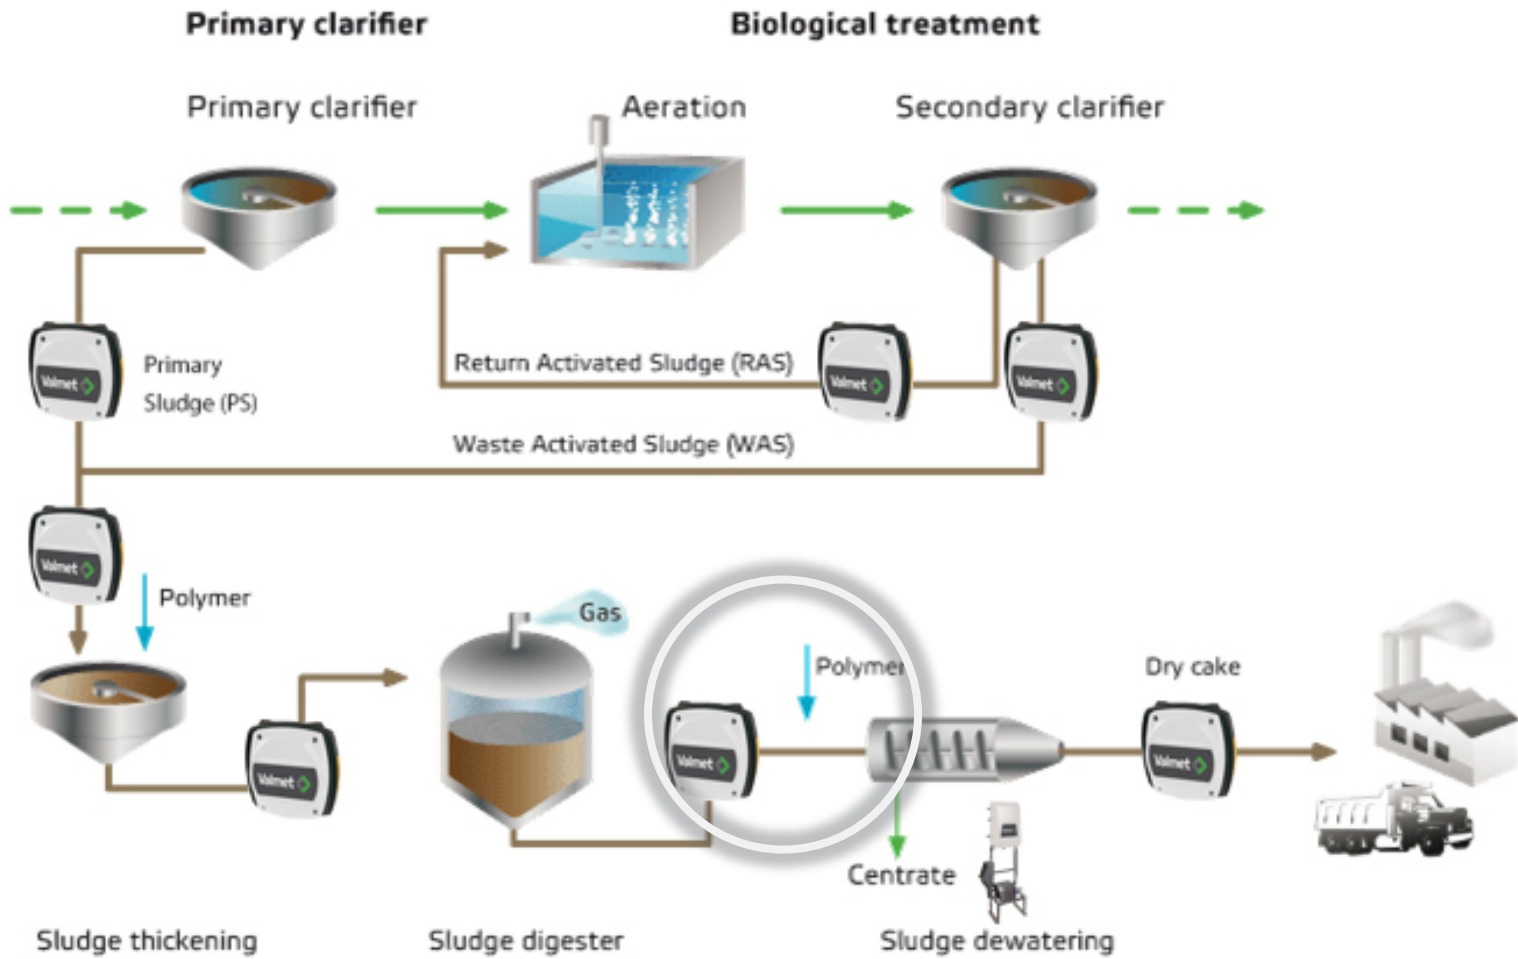 Primary clarifier
Biological treatment
Primary clarifier
Aeration
Secondary clarifier
Primary
Sludge (PS)
Valmet
Return Activated Sludge (RAS)
Valmet
Valmet
Waste Activated Sludge (WAS)
Valmet
Polymer
Gas
Polymer
Dry cake
Valmet
Valmet
Valmet
Centrate
Sludge thickening
Sludge digester
Sludge dewatering